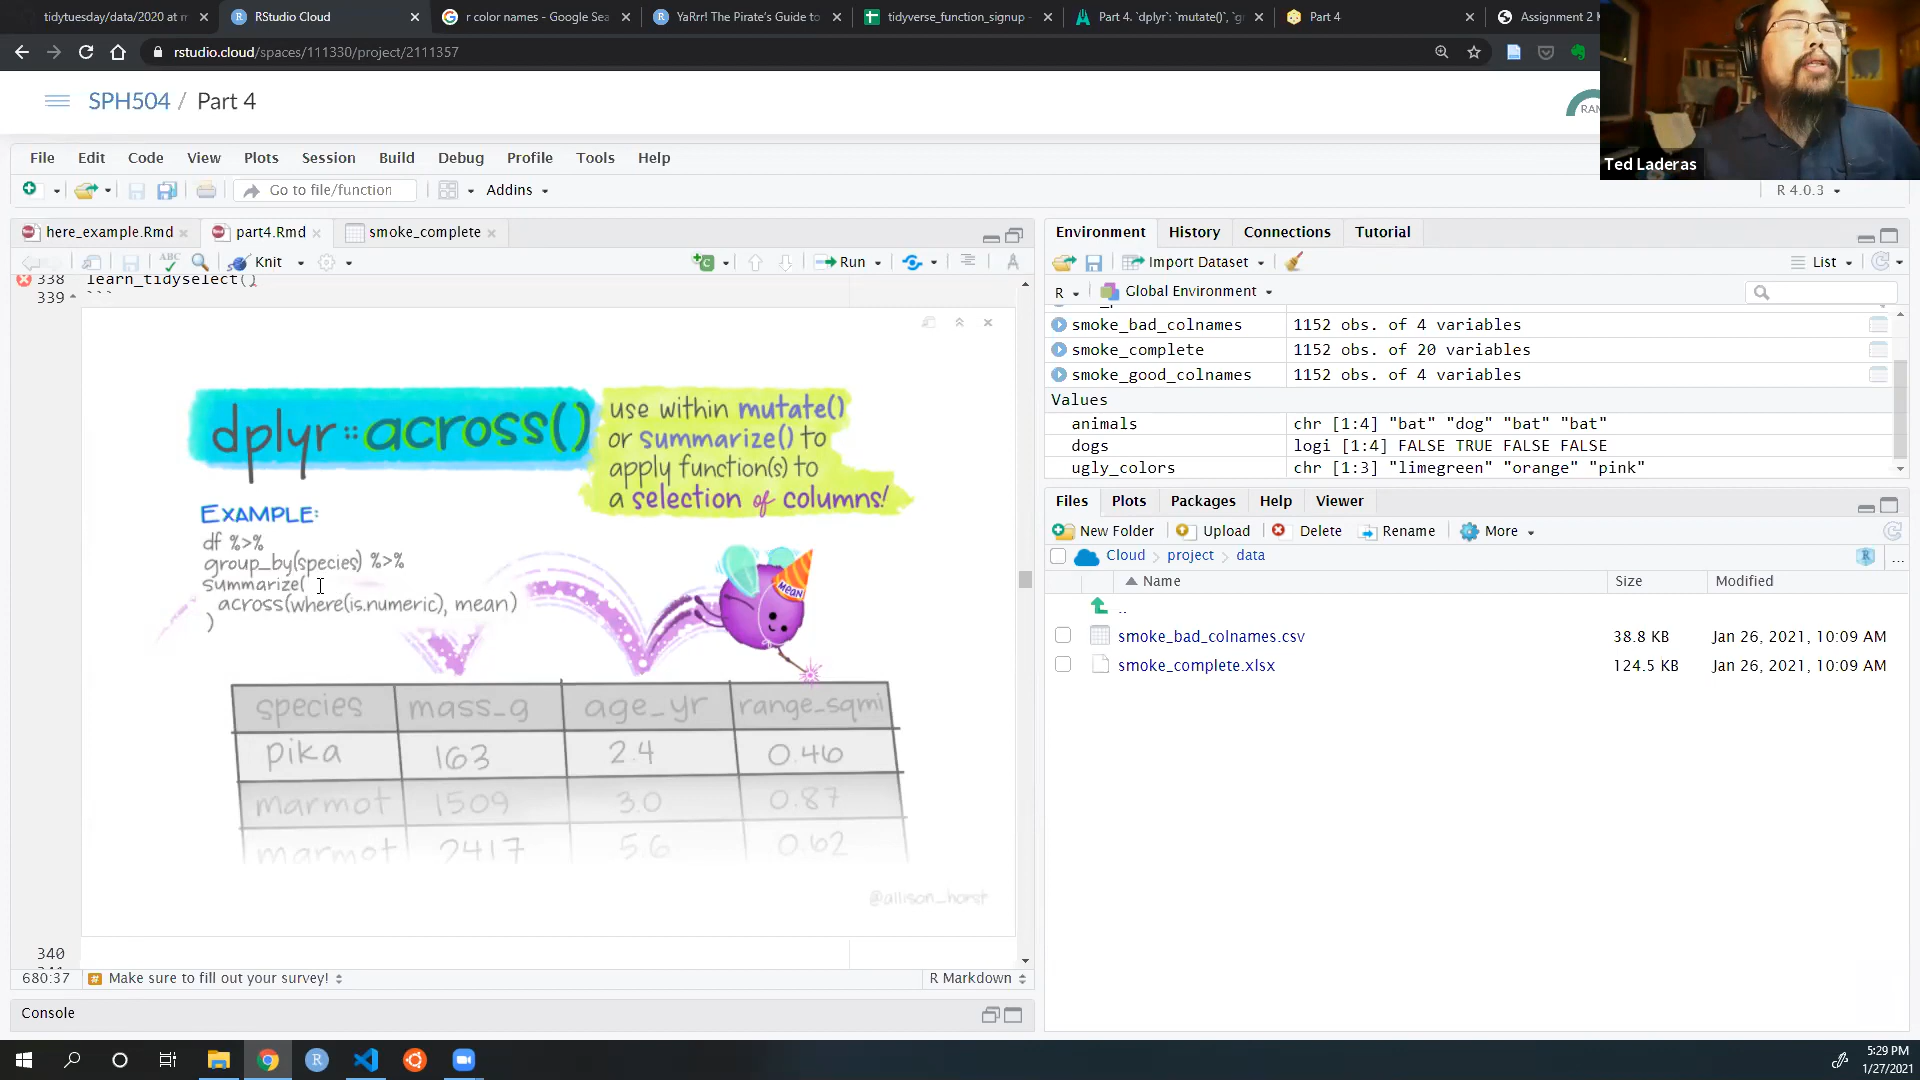 tidytuesday/data/2020 at m
RStudio Cloud
r color names - Google Sea
YaRrr! The Pirate's Guide to
tidyverse_function_signup -
Part 4. `dplyr`: `mutate()`, `g
Part 4
Assignment 2 K
rstudio.cloud/spaces/111330/project/2111357
SPH504 / Part 4
RAM
Ted Laderas
File Edit Code View Plots Session Build Debug Profile Tools Help
Go to file/function
Addins
R 4.0.3
here_example.Rmd
part4.Rmd
smoke_complete
ABC
Knit
Run
338 learn_tidyselect()
339 ```
dplyr::across()
use within mutate()
or summarize() to
apply function(s) to
a selection of columns!
EXAMPLE:
df %>%
group_by(species) %>%
summarize(
across(where(is.numeric), mean)
)
MEAN
species mass_g age_yr range_sqmi
pika 163 2.4 0.46
marmot 1509 3.0 0.87
marmot 2417 5.6 0.62
@allison_horst
340
680:37
# Make sure to fill out your survey!
R Markdown
Console
Environment History Connections Tutorial
Import Dataset
List
R
Global Environment
smoke_bad_colnames 1152 obs. of 4 variables
smoke_complete 1152 obs. of 20 variables
smoke_good_colnames 1152 obs. of 4 variables
Values
animals chr [1:4] "bat" "dog" "bat" "bat"
dogs logi [1:4] FALSE TRUE FALSE FALSE
ugly_colors chr [1:3] "limegreen" "orange" "pink"
Files Plots Packages Help Viewer
New Folder Upload Delete Rename More
Cloud project data ...
Name Size Modified
..
smoke_bad_colnames.csv 38.8 KB Jan 26, 2021, 10:09 AM
smoke_complete.xlsx 124.5 KB Jan 26, 2021, 10:09 AM
5:29 PM
1/27/2021